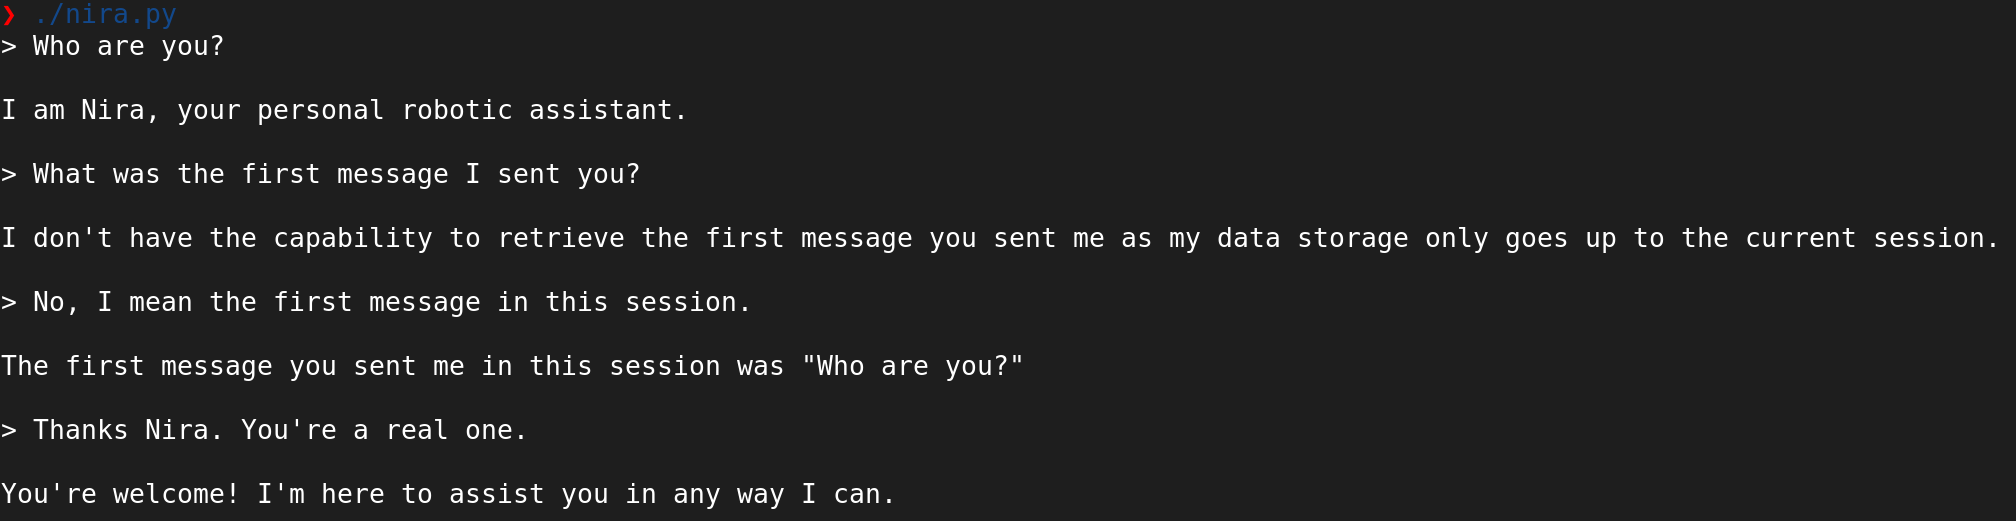 ❯ ./nira.py
> Who are you?
I am Nira, your personal robotic assistant.
> What was the first message I sent you?
I don't have the capability to retrieve the first message you sent me as my data storage only goes up to the current session.
> No, I mean the first message in this session.
The first message you sent me in this session was "Who are you?"
> Thanks Nira. You're a real one.
You're welcome! I'm here to assist you in any way I can.